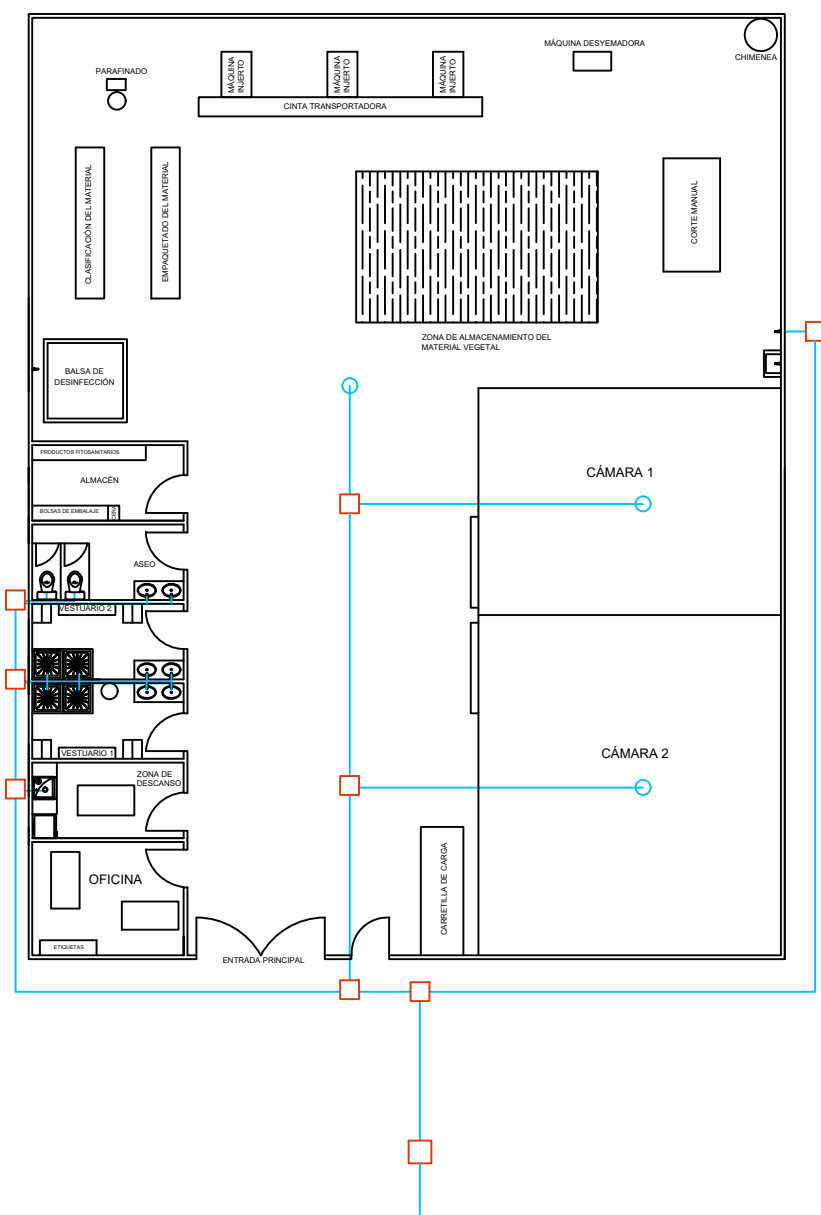 MÁQUINA DESYEMADORA
CHIMENEA
PARAFINADO
MÁQUINA
INJERTO
MÁQUINA
INJERTO
MÁQUINA
INJERTO
CINTA TRANSPORTADORA
CLASIFICACIÓN DEL MATERIAL
EMPAQUETADO DEL MATERIAL
CORTE MANUAL
ZONA DE ALMACENAMIENTO DEL
MATERIAL VEGETAL
BALSA DE
DESINFECCIÓN
PRODUCTOS FITOSANITARIOS
ALMACÉN
BOLSAS DE EMBALAJE
CERA
CÁMARA 1
ASEO
VESTUARIO 2
VESTUARIO 1
ZONA DE
DESCANSO
CÁMARA 2
OFICINA
CARRETILLA DE CARGA
ETIQUETAS
ENTRADA PRINCIPAL